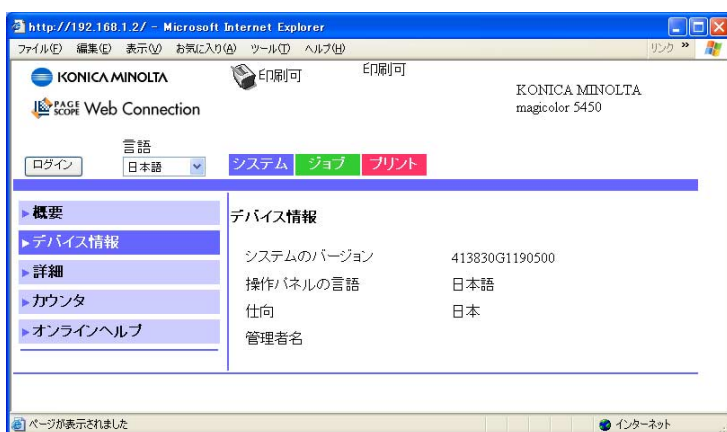 http://192.168.1.2/ - Microsoft Internet Explorer
ファイル(F) 編集(E) 表示(V) お気に入り(A) ツール(T) ヘルプ(H) リンク »
KONICA MINOLTA
印刷可 印刷可
KONICA MINOLTA
magicolor 5450
PAGE SCOPE Web Connection
言語
ログイン 日本語 システム ジョブ プリント
概要
デバイス情報
詳細
カウンタ
オンラインヘルプ
デバイス情報
システムのバージョン 413830G1190500
操作パネルの言語 日本語
仕向 日本
管理者名
ページが表示されました インターネット